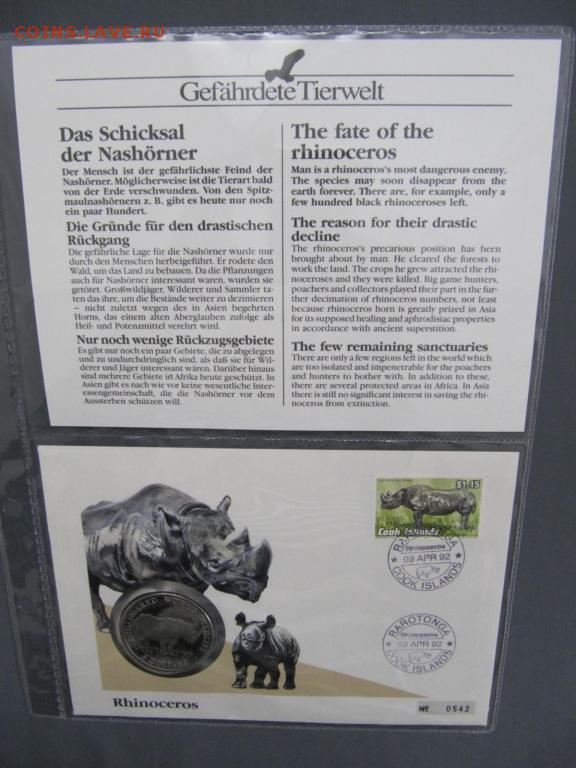 COINS.LAVE.RU
Gefährdete Tierwelt
Das Schicksal
der Nashörner
Der Mensch ist der gefährlichste Feind der
Nashörner. Möglicherweise ist die Tierart bald
von der Erde verschwunden. Von den Spitz-
maulnashörnern z. B. gibt es heute nur noch
ein paar Hundert.
Die Gründe für den drastischen
Rückgang
Die gefährliche Lage für die Nashörner wurde nur
durch den Menschen herbeigeführt. Er rodete den
Wald, um das Land zu bebauen. Da die Pflanzungen
auch für Nashörner interessant waren, wurden sie
getötet. Großwildjäger, Wilderer und Sammler ta-
ten das ihre, um die Bestände weiter zu dezimieren
– nicht zuletzt wegen des in Asien begehrten
Horns, das einem alten Aberglauben zufolge als
Heil- und Potenzmittel verehrt wird.
Nur noch wenige Rückzugsgebiete
Es gibt nur noch ein paar Gebiete, die zu abgelegen
und zu undurchdringlich sind, als daß sie für Wil-
derer und Jäger interessant wären. Darüber hinaus
sind mehrere Gebiete in Afrika heute geschützt. In
Asien gibt es nach wie vor keine wesentliche Inter-
essengemeinschaft, die die Nashörner vor dem
Aussterben schützen will.
The fate of the
rhinoceros
Man is a rhinoceros's most dangerous enemy.
The species may soon disappear from the
earth forever. There are, for example, only a
few hundred black rhinoceroses left.
The reason for their drastic
decline
The rhinoceros's precarious position has been
brought about by man. He cleared the forests to
work the land. The crops he grew attracted the rhi-
noceroses and they were killed. Big game hunters,
poachers and collectors played their part in the fur-
ther decimation of rhinoceros numbers, not least
because rhinoceros horn is greatly prized in Asia
for its supposed healing and aphrodisiac properties
in accordance with ancient superstition.
The few remaining sanctuaries
There are only a few regions left in the world which
are too isolated and impenetrable for the poachers
and hunters to bother with. In addition to these,
there are several protected areas in Africa. In Asia
there is still no significant interest in saving the rhi-
noceros from extinction.
$1.15
Cook Islands
RAROTONGA
Rhinoceros
09 APR 92
COOK ISLANDS
RAROTONGA
Rhinoceros
09 APR 92
COOK ISLANDS
Rhinoceros
№ 0542